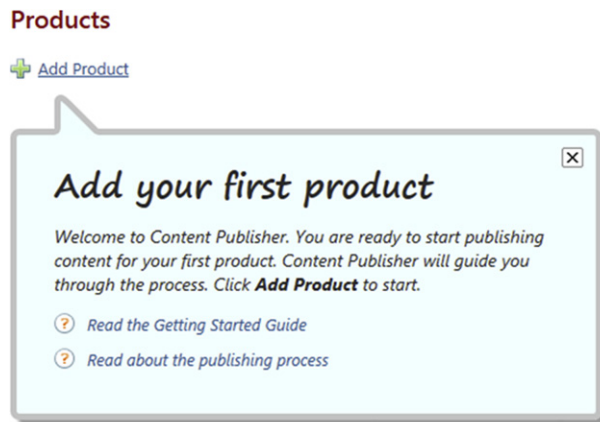 Products
Add Product
Add your first product
Welcome to Content Publisher. You are ready to start publishing
content for your first product. Content Publisher will guide you
through the process. Click Add Product to start.
Read the Getting Started Guide
Read about the publishing process